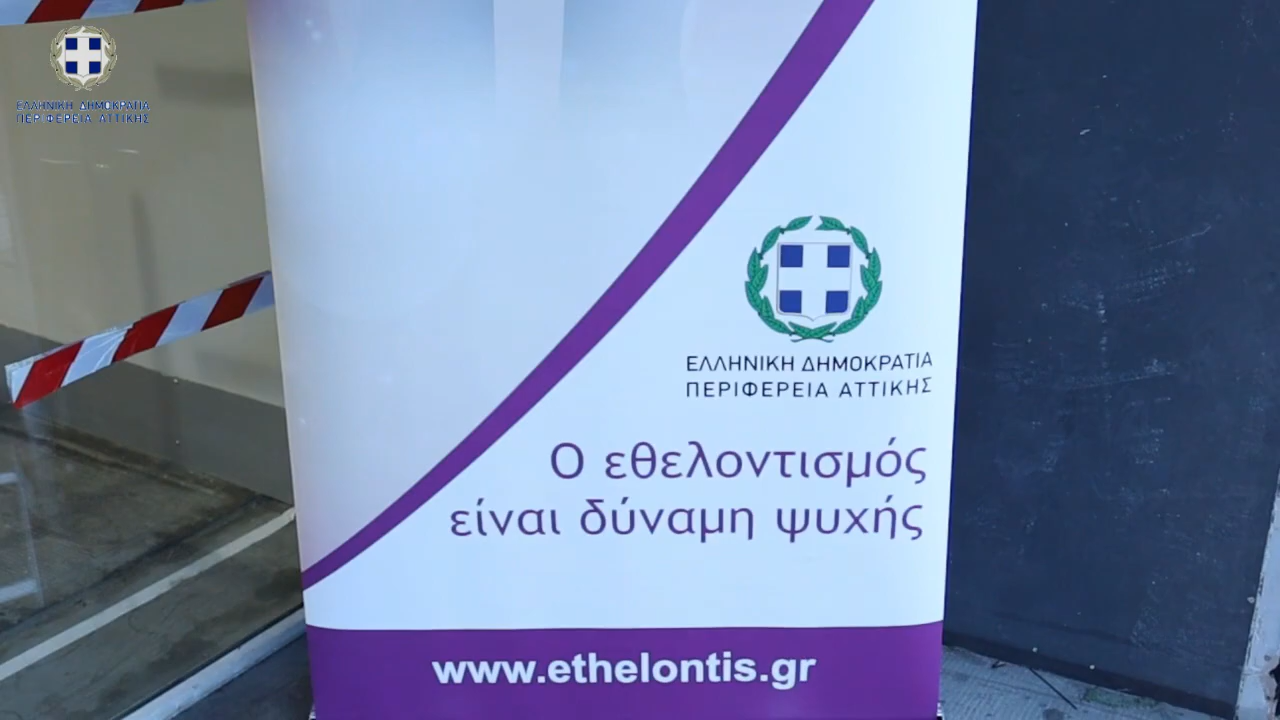 ΕΛΛΗΝΙΚΗ ΔΗΜΟΚΡΑΤΙΑ
ΠΕΡΙΦΕΡΕΙΑ ΑΤΤΙΚΗΣ
ΕΛΛΗΝΙΚΗ ΔΗΜΟΚΡΑΤΙΑ
ΠΕΡΙΦΕΡΕΙΑ ΑΤΤΙΚΗΣ
Ο εθελοντισμός
είναι δύναμη ψυχής
www.ethelontis.gr